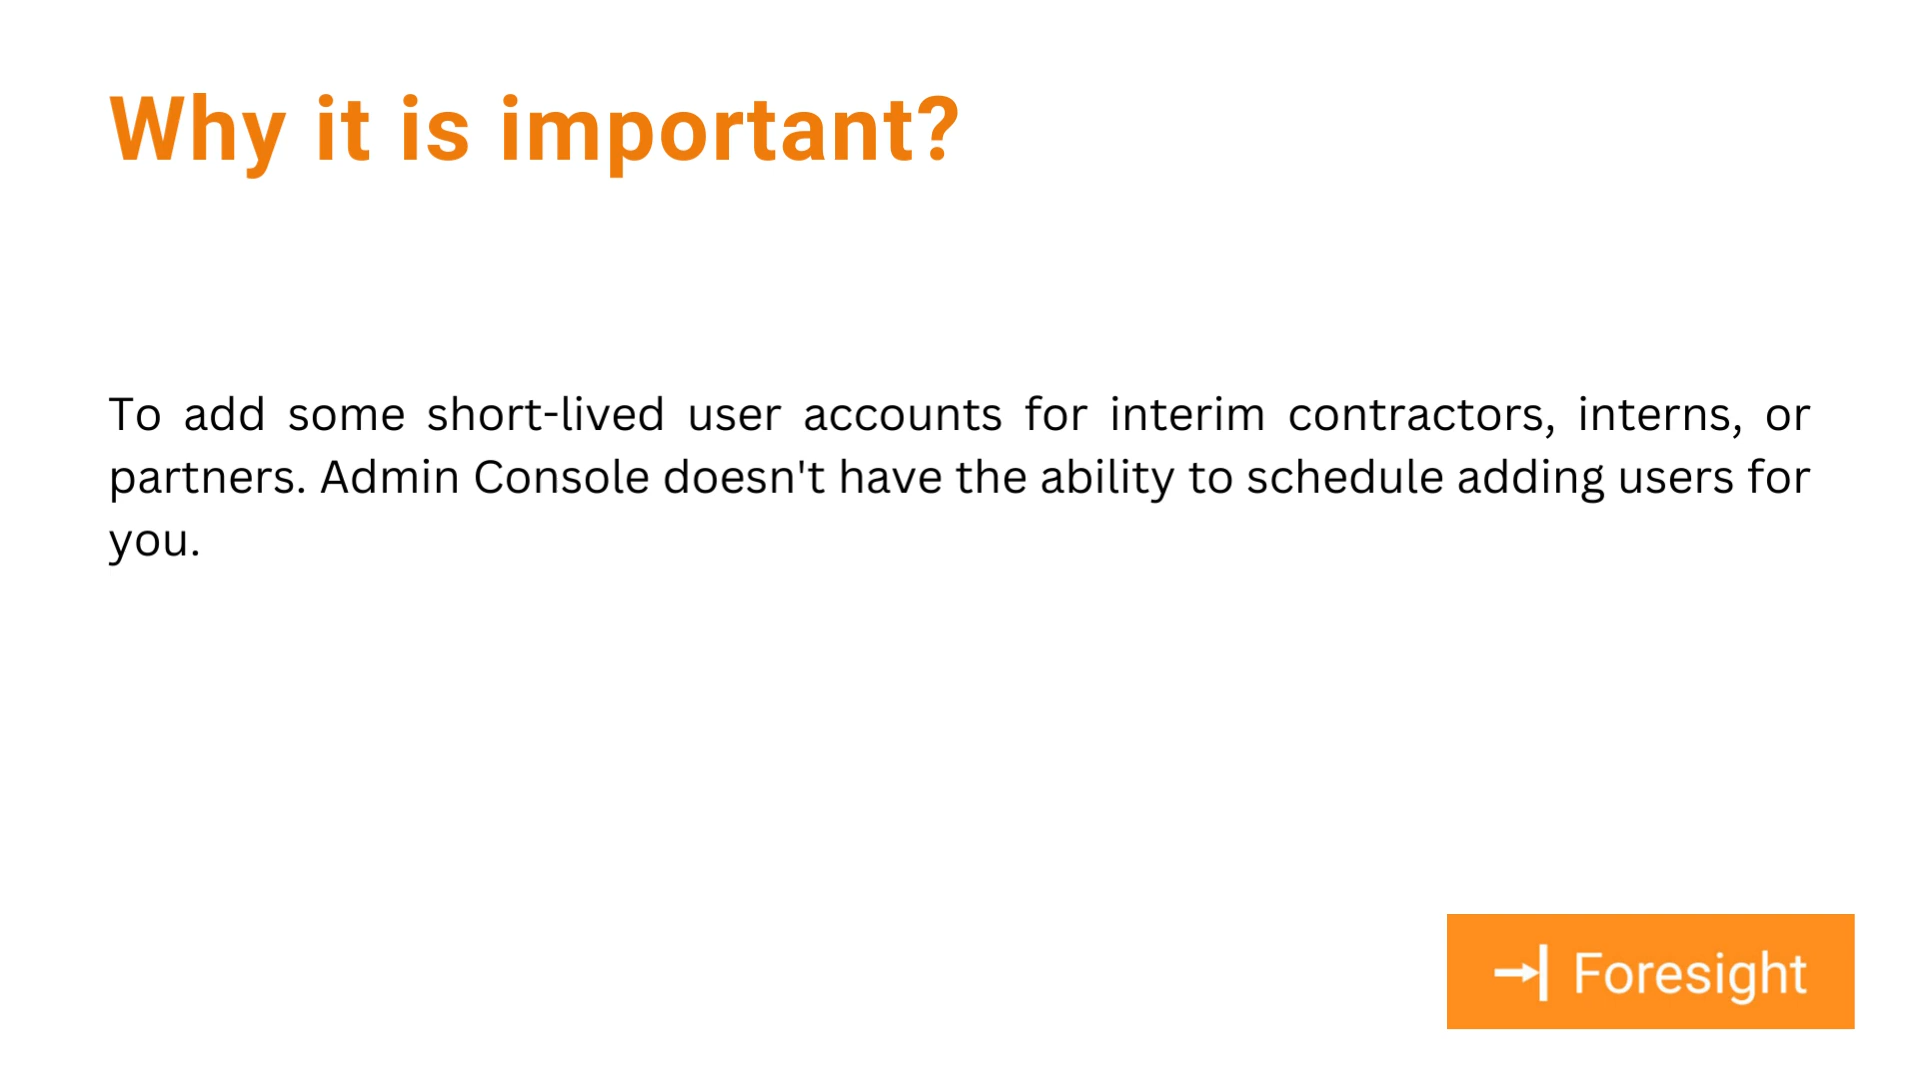 Why it is important?
To add some short-lived user accounts for interim contractors, interns, or
partners. Admin Console doesn't have the ability to schedule adding users for
you.
Foresight